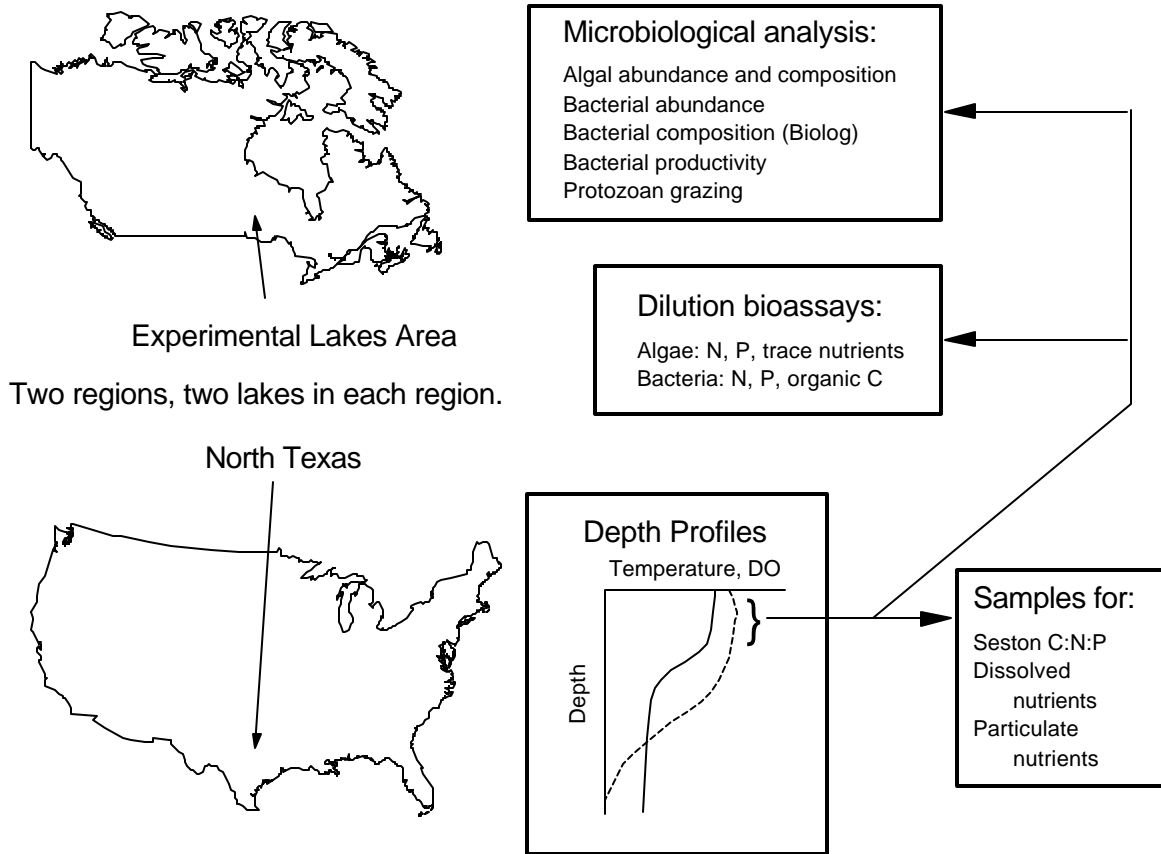 Microbiological analysis:
Algal abundance and composition
Bacterial abundance
Bacterial composition (Biolog)
Bacterial productivity
Protozoan grazing
Experimental Lakes Area
Dilution bioassays:
Algae: N, P, trace nutrients
Bacteria: N, P, organic C
Two regions, two lakes in each region.
North Texas
Depth Profiles
Temperature, DO
Depth
Samples for:
Seston C:N:P
Dissolved
nutrients
Particulate
nutrients